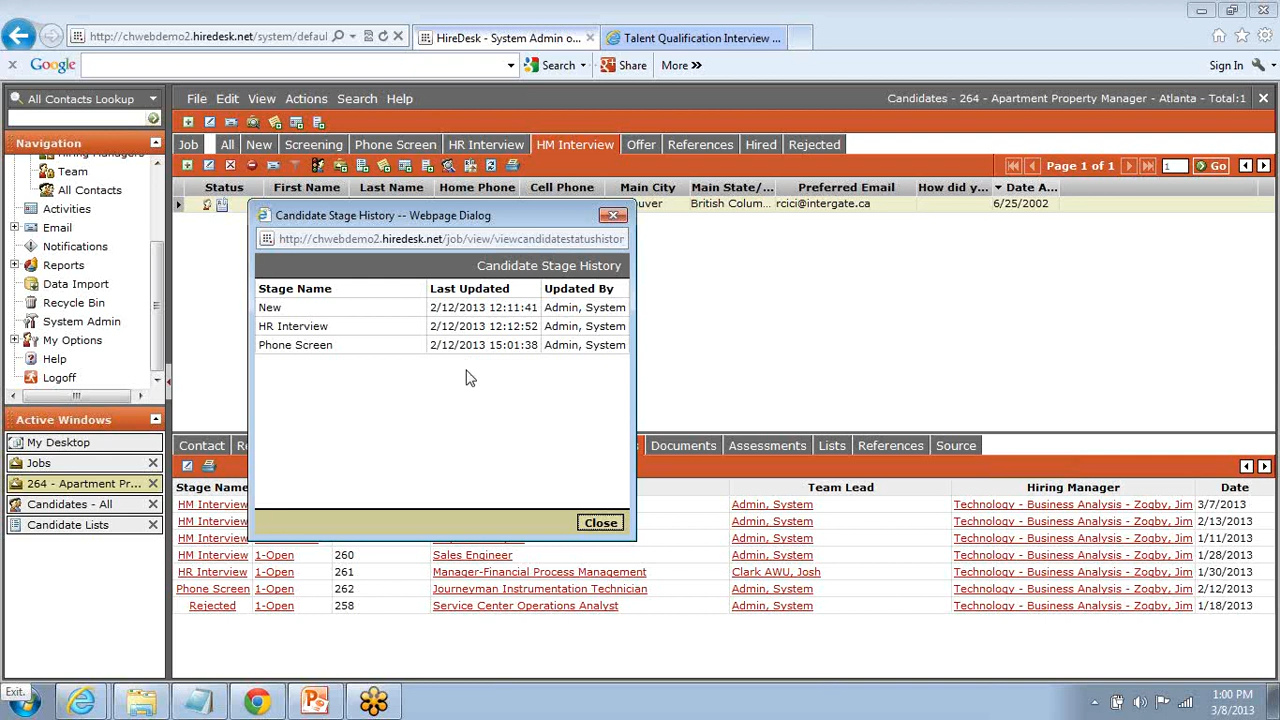 http://chwebdemo2.hiredesk.net/system/defaul
HireDesk - System Admin o...
Talent Qualification Interview ...
Google
Search
Share
More »
Sign In
All Contacts Lookup
File Edit View Actions Search Help
Candidates - 264 - Apartment Property Manager - Atlanta - Total:1
Navigation
Team
All Contacts
Activities
Email
Notifications
Reports
Data Import
Recycle Bin
System Admin
My Options
Help
Logoff
Active Windows
My Desktop
Jobs
264 - Apartment Pr...
Candidates - All
Candidate Lists
Job All New Screening Phone Screen HR Interview HM Interview Offer References Hired Rejected
Page 1 of 1 1 Go
Status First Name Last Name Home Phone Cell Phone Main City Main State/... Preferred Email How did y... Date A...
uver British Colum... rcici@intergate.ca 6/25/2002
Candidate Stage History -- Webpage Dialog
http://chwebdemo2.hiredesk.net/job/view/viewcandidatestatushistor
Candidate Stage History
Stage Name Last Updated Updated By
New 2/12/2013 12:11:41 Admin, System
HR Interview 2/12/2013 12:12:52 Admin, System
Phone Screen 2/12/2013 15:01:38 Admin, System
Close
Contact Documents Assessments Lists References Source
Stage Name Team Lead Hiring Manager Date
HM Interview Admin, System Technology - Business Analysis - Zogby, Jim 3/7/2013
HM Interview Admin, System Technology - Business Analysis - Zogby, Jim 2/13/2013
HM Interview Admin, System Technology - Business Analysis - Zogby, Jim 1/11/2013
HM Interview 1-Open 260 Sales Engineer Admin, System Technology - Business Analysis - Zogby, Jim 1/28/2013
HR Interview 1-Open 261 Manager-Financial Process Management Clark AWU, Josh Technology - Business Analysis - Zogby, Jim 1/30/2013
Phone Screen 1-Open 262 Journeyman Instrumentation Technician Admin, System Technology - Business Analysis - Zogby, Jim 2/12/2013
Rejected 1-Open 258 Service Center Operations Analyst Admin, System Technology - Business Analysis - Zogby, Jim 1/18/2013
Exit.
1:00 PM
3/8/2013